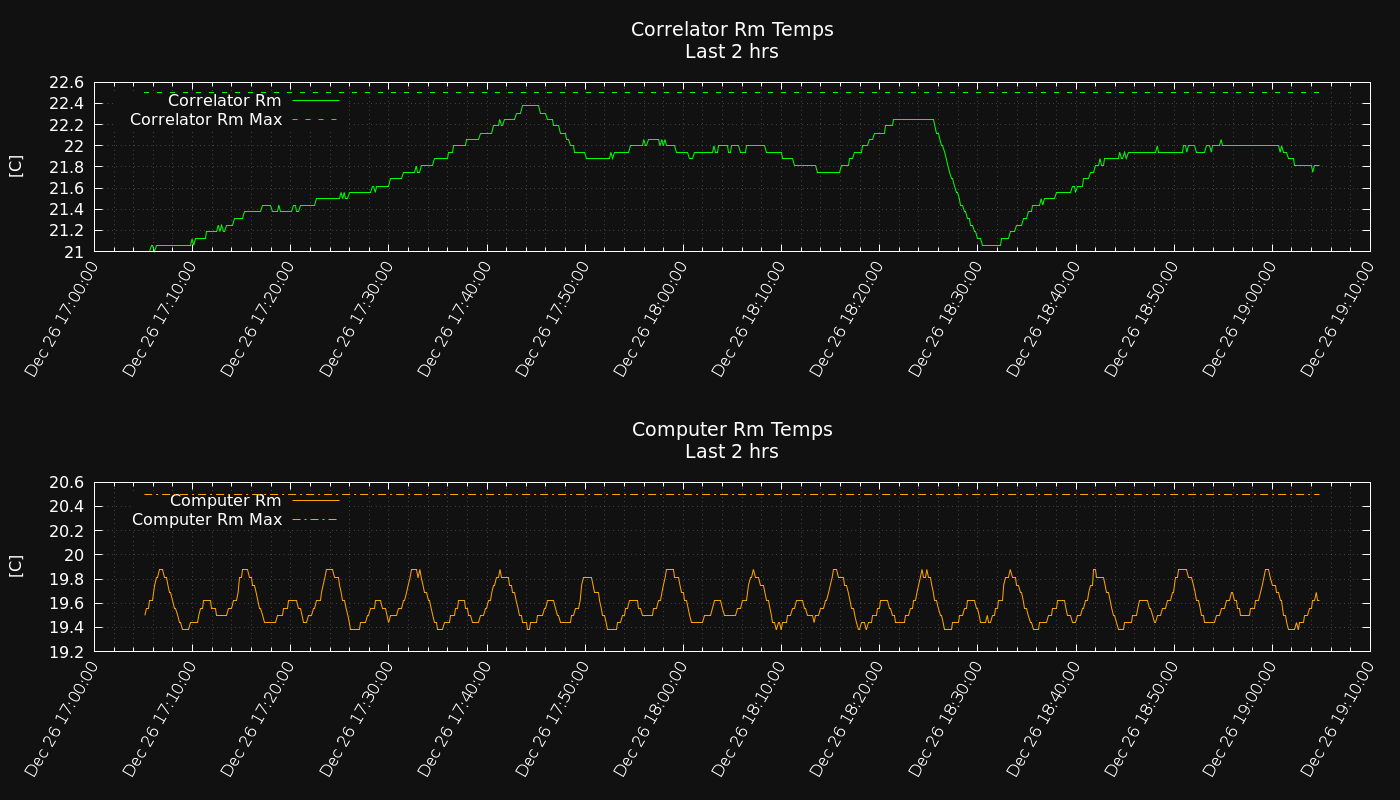 Correlator Rm Temps
Last 2 hrs
22.6
22.4
22.2
22
21.8
21.6
21.4
21.2
21
[C]
Correlator Rm
Correlator Rm Max
Dec 26 17:00:00
Dec 26 17:10:00
Dec 26 17:20:00
Dec 26 17:30:00
Dec 26 17:40:00
Dec 26 17:50:00
Dec 26 18:00:00
Dec 26 18:10:00
Dec 26 18:20:00
Dec 26 18:30:00
Dec 26 18:40:00
Dec 26 18:50:00
Dec 26 19:00:00
Dec 26 19:10:00
Computer Rm Temps
Last 2 hrs
20.6
20.4
20.2
20
19.8
19.6
19.4
19.2
[C]
Computer Rm
Computer Rm Max
Dec 26 17:00:00
Dec 26 17:10:00
Dec 26 17:20:00
Dec 26 17:30:00
Dec 26 17:40:00
Dec 26 17:50:00
Dec 26 18:00:00
Dec 26 18:10:00
Dec 26 18:20:00
Dec 26 18:30:00
Dec 26 18:40:00
Dec 26 18:50:00
Dec 26 19:00:00
Dec 26 19:10:00